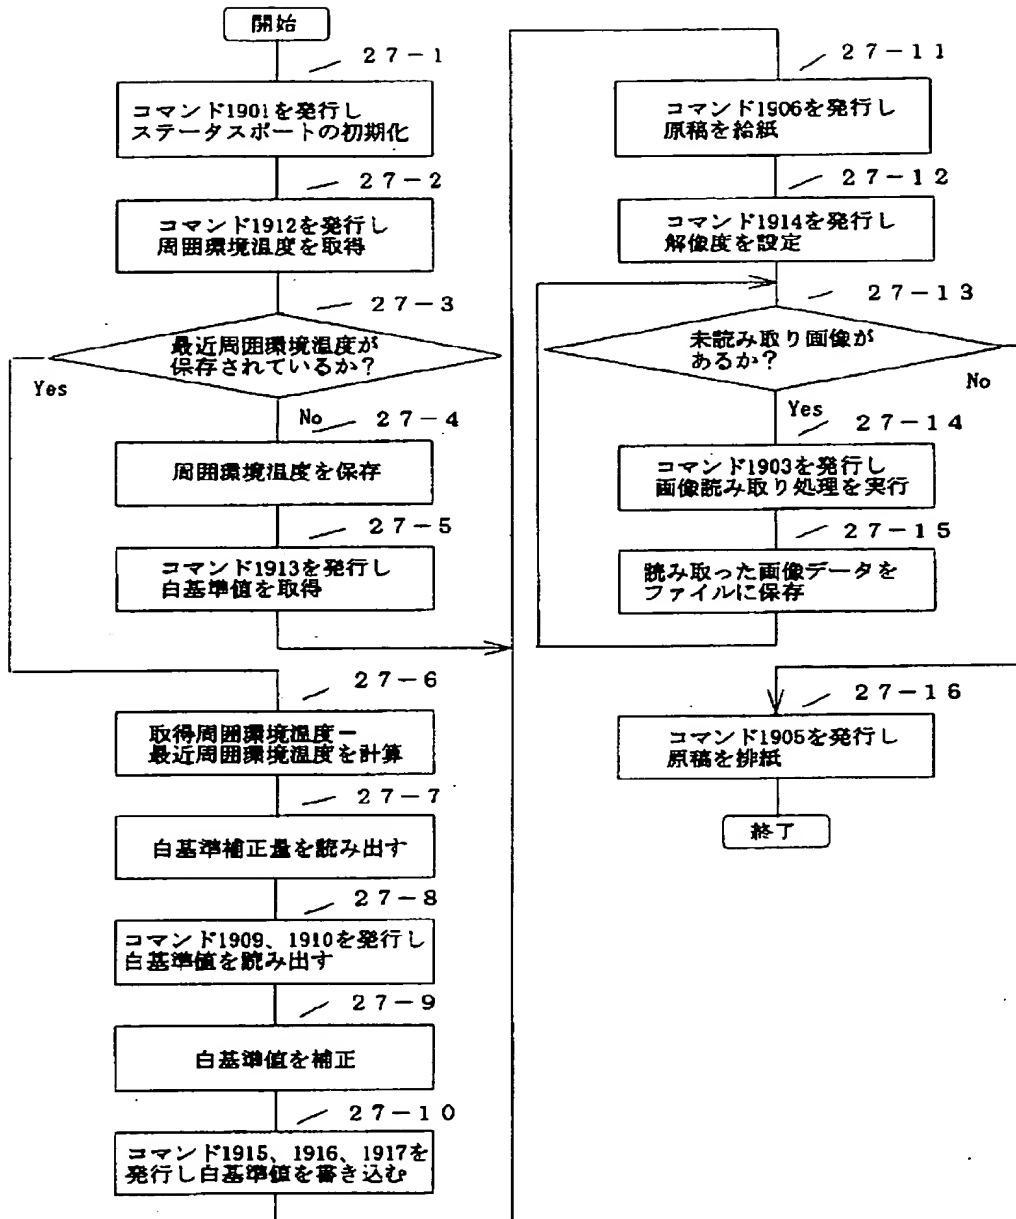 開始
27-1
コマンド1901を発行し
ステータスポートの初期化
27-2
コマンド1912を発行し
周囲環境温度を取得
27-3
最近周囲環境温度が
保存されているか?
Yes
No
27-4
周囲環境温度を保存
27-5
コマンド1913を発行し
白基準値を取得
27-6
取得周囲環境温度−
最近周囲環境温度を計算
27-7
白基準補正量を読み出す
27-8
コマンド1909、1910を発行し
白基準値を読み出す
27-9
白基準値を補正
27-10
コマンド1915、1916、1917を
発行し白基準値を書き込む
27-11
コマンド1906を発行し
原稿を給紙
27-12
コマンド1914を発行し
解像度を設定
27-13
未読み取り画像が
あるか?
No
Yes
27-14
コマンド1903を発行し
画像読み取り処理を実行
27-15
読み取った画像データを
ファイルに保存
27-16
コマンド1905を発行し
原稿を排紙
終了